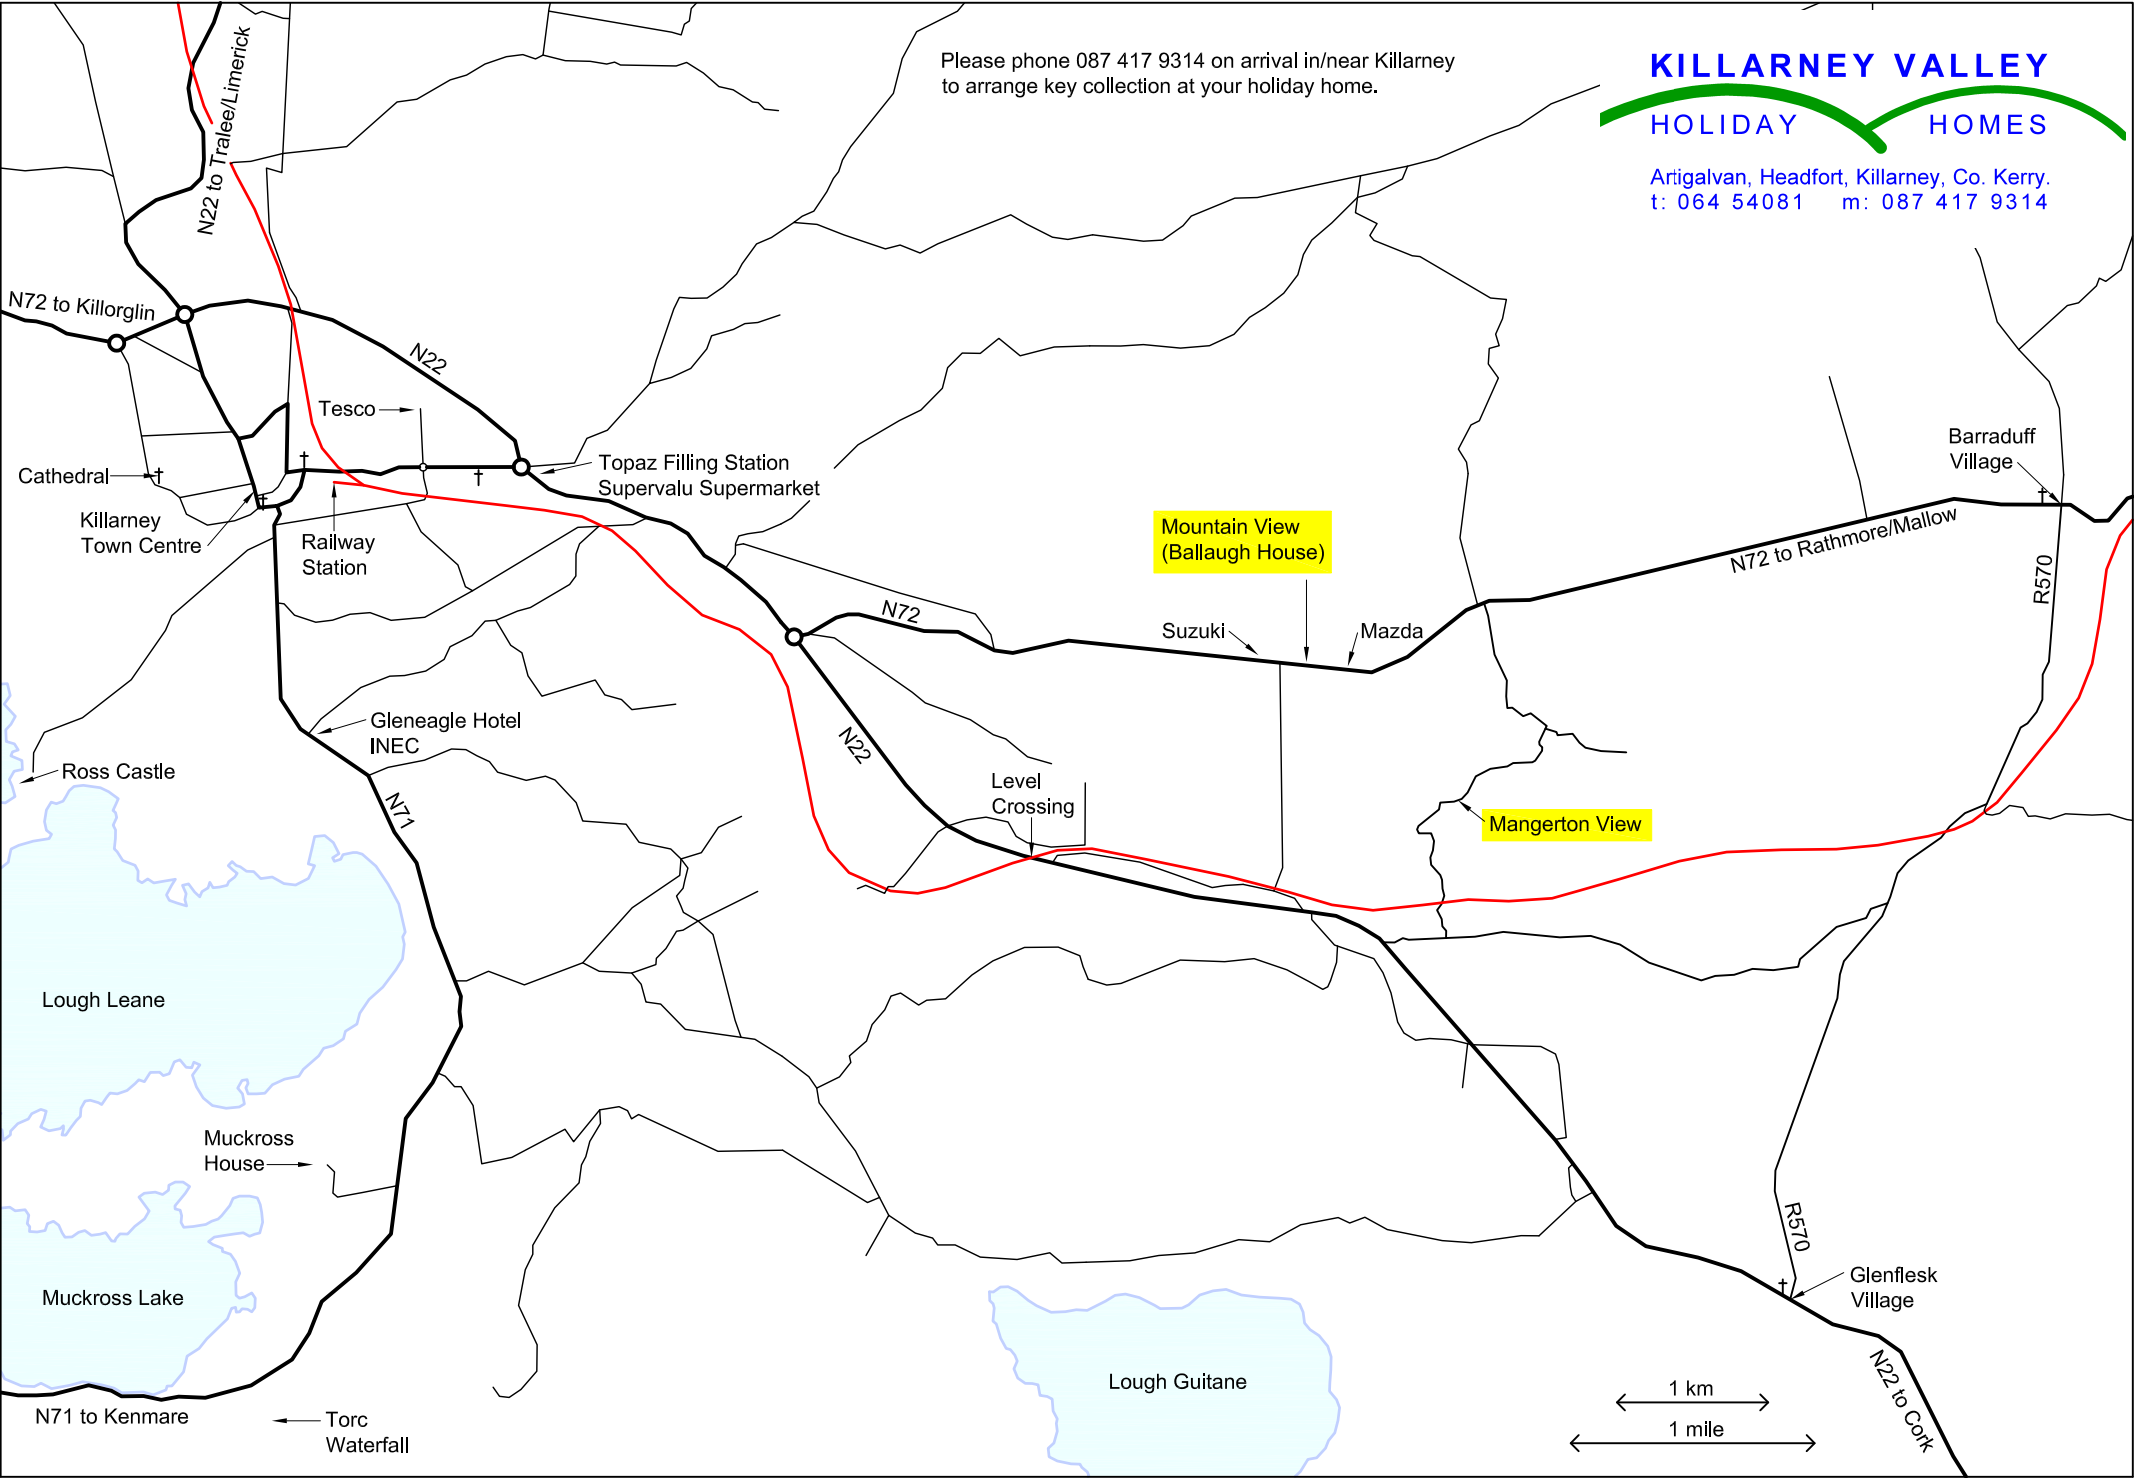 Please phone 087 417 9314 on arrival in/near Killarney
to arrange key collection at your holiday home.
KILLARNEY VALLEY
HOLIDAY HOMES
Artigalvan, Headfort, Killarney, Co. Kerry.
t: 064 54081 m: 087 417 9314
N22 to Tralee/Limerick
N72 to Killorglin
N22
Tesco
Cathedral
Topaz Filling Station
Supervalu Supermarket
Killarney
Town Centre
Railway
Station
Mountain View
(Ballaugh House)
Barraduff
Village
N72 to Rathmore/Mallow
R570
N72
Suzuki
Mazda
Gleneagle Hotel
INEC
N22
Ross Castle
Level
Crossing
N71
Mangerton View
Lough Leane
Muckross
House
R570
Muckross Lake
Glenflesk
Village
Lough Guitane
N22 to Cork
1 km
1 mile
N71 to Kenmare
Torc
Waterfall